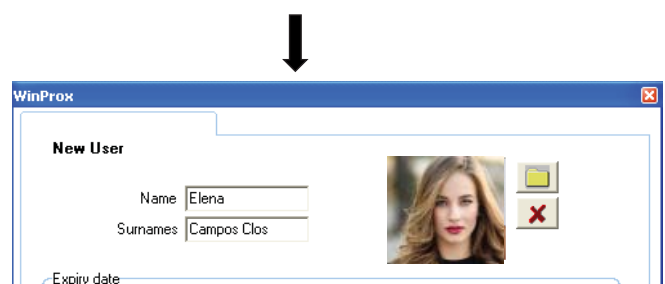 WinProx
New User
Name Elena
Surnames Campos Clos
Expiry date